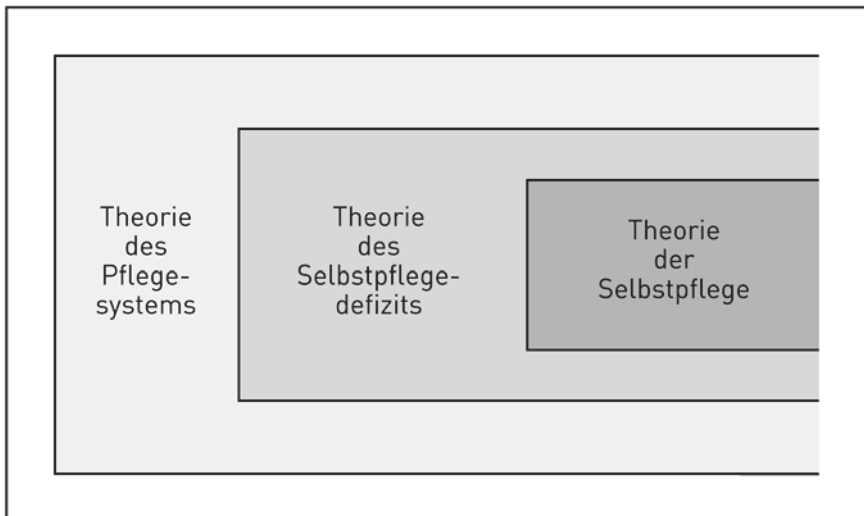 Theorie
des
Pflege-
systems
Theorie
des
Selbstpflege-
defizits
Theorie
der
Selbstpflege